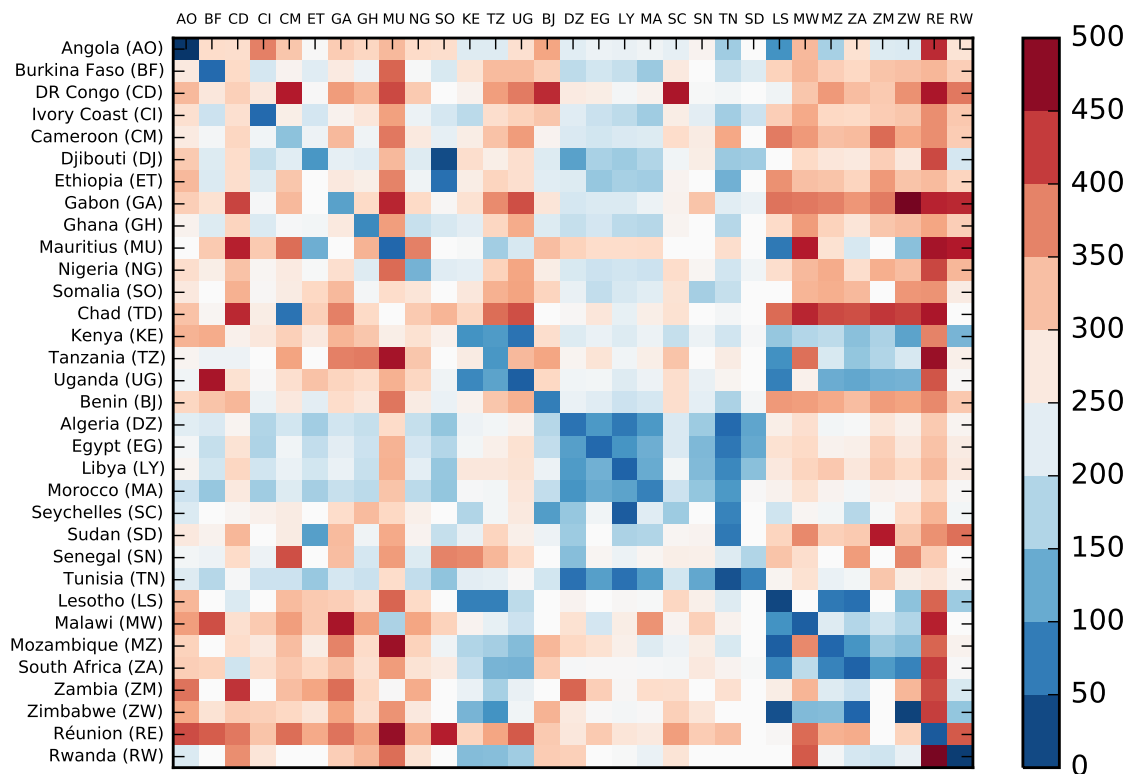 AO BF CD CI CM ET GA GH MU NG SO KE TZ UG BJ DZ EG LY MA SC SN TN SD LS MW MZ ZA ZM ZW RE RW
Angola (AO)
Burkina Faso (BF)
DR Congo (CD)
Ivory Coast (CI)
Cameroon (CM)
Djibouti (DJ)
Ethiopia (ET)
Gabon (GA)
Ghana (GH)
Mauritius (MU)
Nigeria (NG)
Somalia (SO)
Chad (TD)
Kenya (KE)
Tanzania (TZ)
Uganda (UG)
Benin (BJ)
Algeria (DZ)
Egypt (EG)
Libya (LY)
Morocco (MA)
Seychelles (SC)
Sudan (SD)
Senegal (SN)
Tunisia (TN)
Lesotho (LS)
Malawi (MW)
Mozambique (MZ)
South Africa (ZA)
Zambia (ZM)
Zimbabwe (ZW)
Réunion (RE)
Rwanda (RW)
500
450
400
350
300
250
200
150
100
50
0